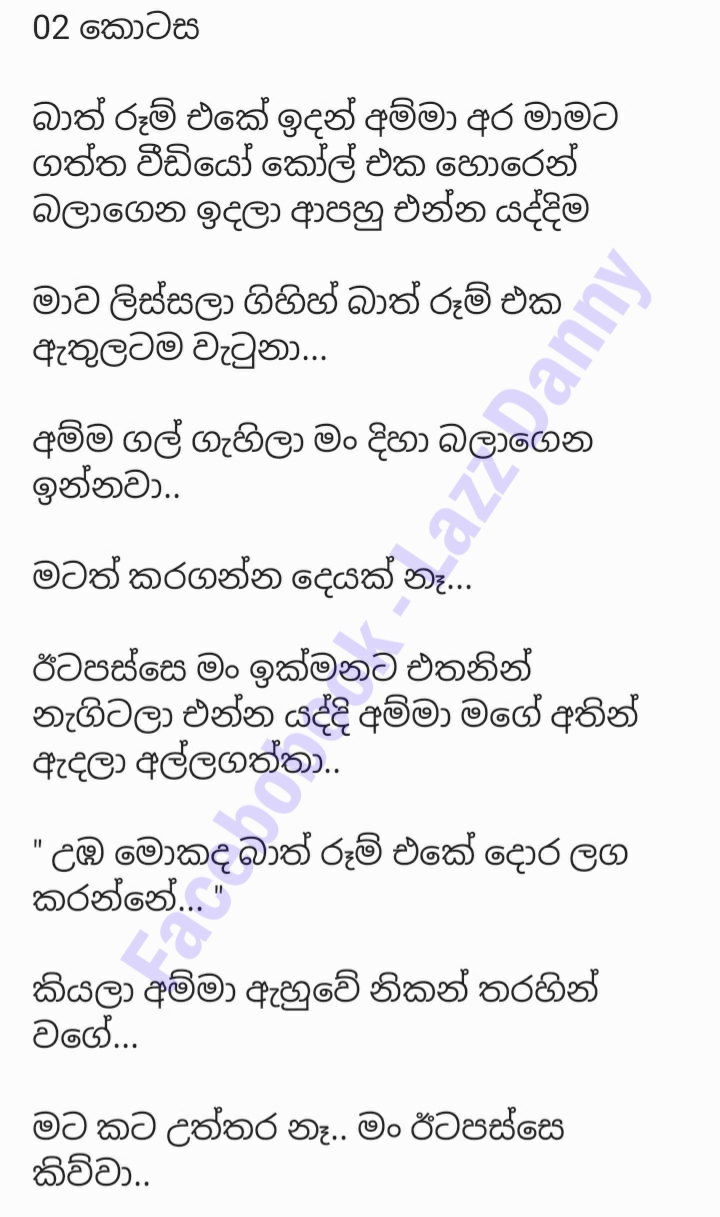 02 කොටස
බාත් රූම් එකේ ඉදන් අම්මා අර මාමට
ගත්ත වීඩියෝ කෝල් එක හොරෙන්
බලාගෙන ඉදලා ආපහු එන්න යද්දිම
මාව ලිස්සලා ගිහිහ් බාත් රූම් එක
ඇතුලටම වැටුනා...
අම්ම ගල් ගැහිලා මං දිහා බලාගෙන
ඉන්නවා..
මටත් කරගන්න දෙයක් නෑ...
ඊටපස්සෙ මං ඉක්මනට එතනින්
නැගිටලා එන්න යද්දි අම්මා මගේ අතින්
ඇදලා අල්ලගත්තා..
" උඹ මොකද බාත් රූම් එකේ දොර ලග
කරන්නේ... "
කියලා අම්මා ඇහුවේ නිකන් තරහින්
වගේ...
මට කට උත්තර නෑ.. මං ඊටපස්සෙ
කිව්වා..
Facebook - Lazz Danny